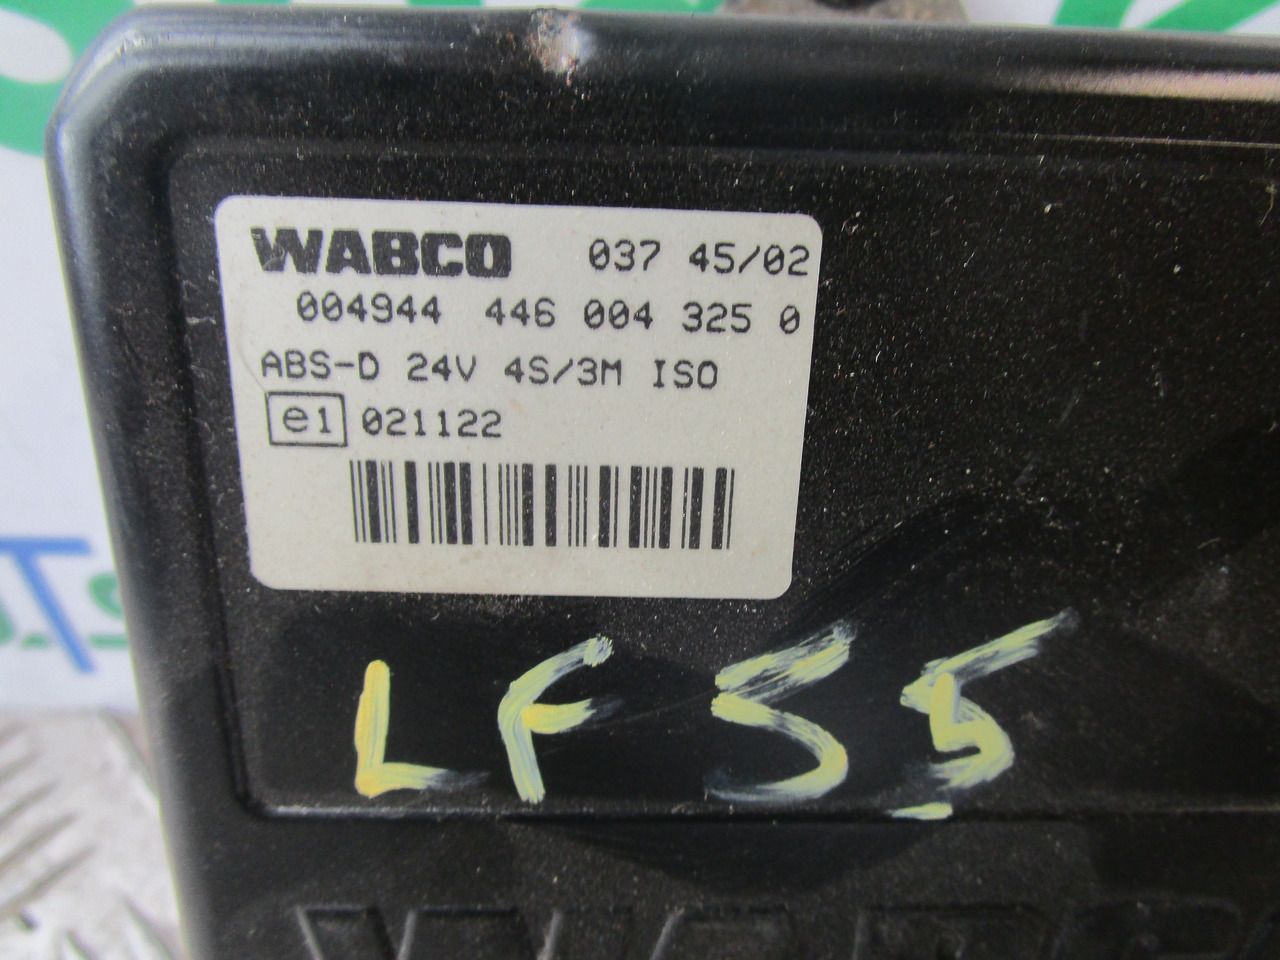 WABCO 037 45/02
004944 446 004 325 0
ABS-D 24V 4S/3M ISO
e1 021122
LF55